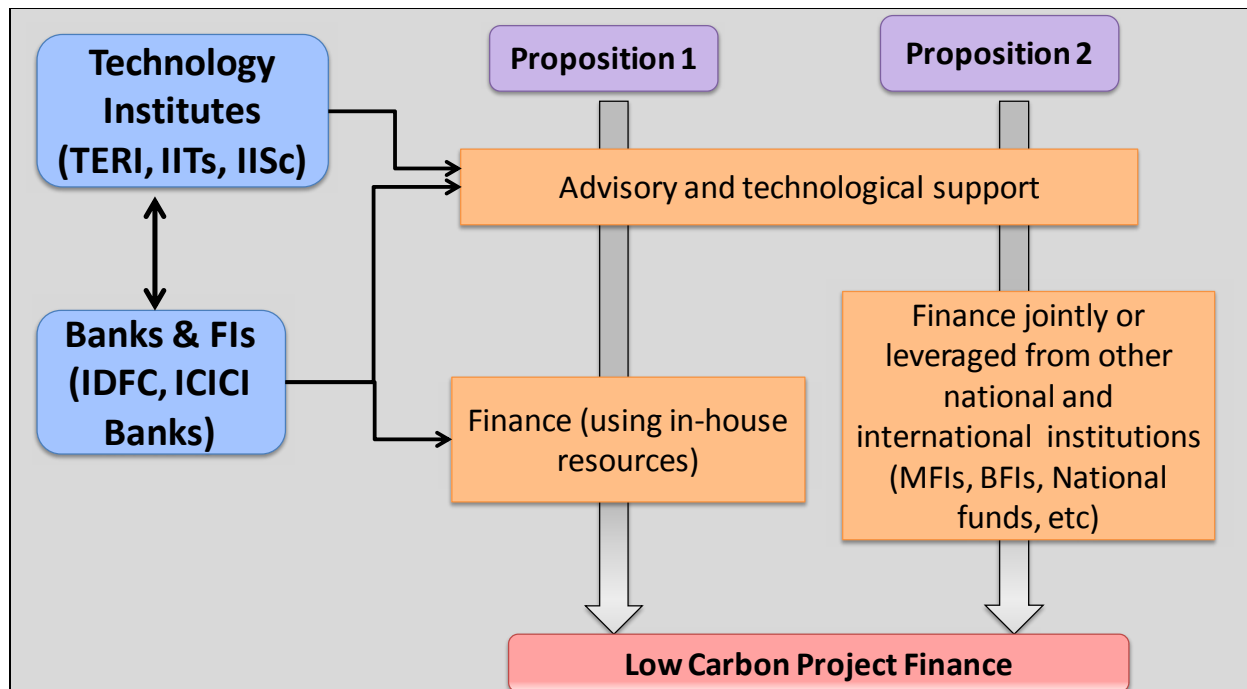 Technology
Institutes
(TERI, IITs, IISc)
Proposition 1
Proposition 2
Advisory and technological support
Banks & FIs
(IDFC, ICICI
Banks)
Finance (using in-house
resources)
Finance jointly or
leveraged from other
national and
international institutions
(MFIs, BFIs, National
funds, etc)
Low Carbon Project Finance